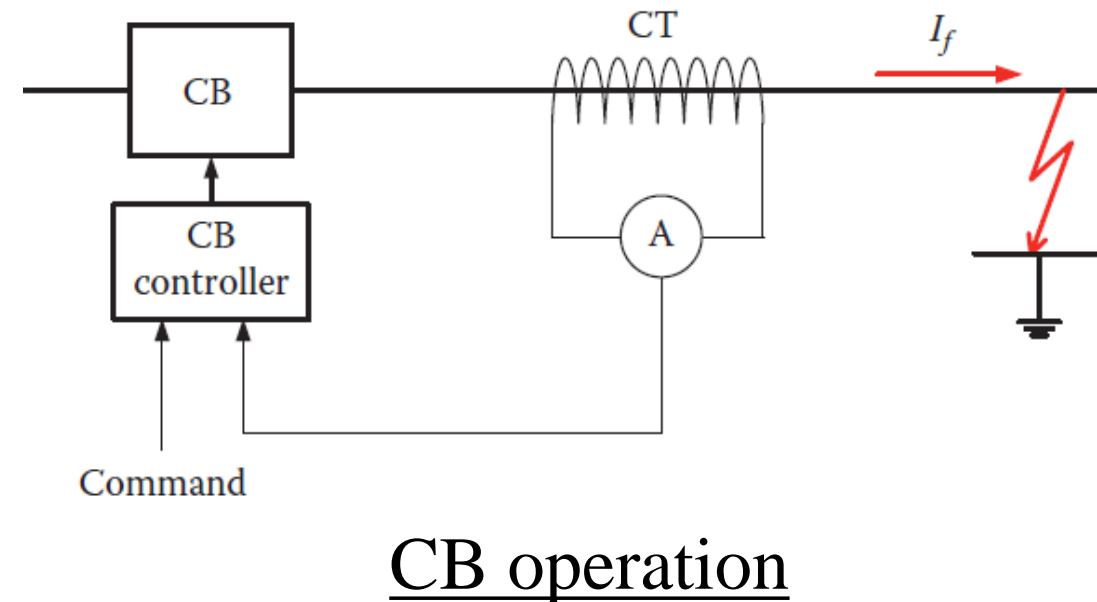 CT
I_f
CB
CB
controller
A
Command
CB operation